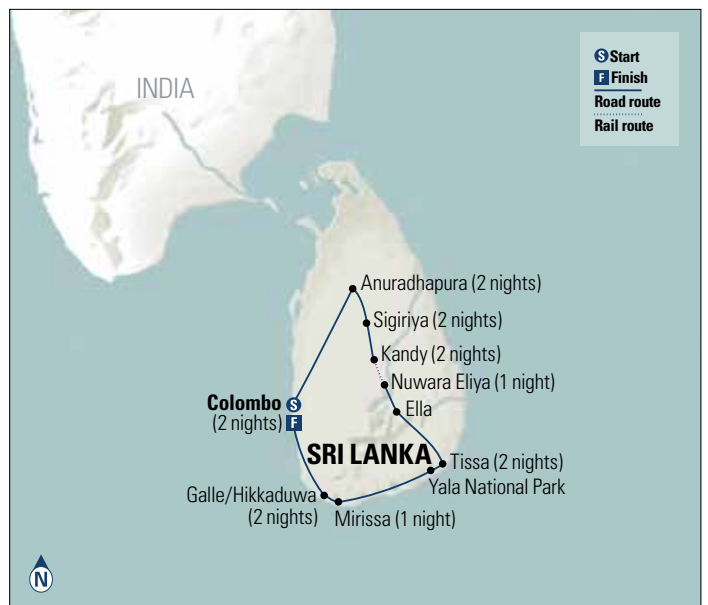 INDIA
S Start
F Finish
Road route
Rail route
Anuradhapura (2 nights)
Sigiriya (2 nights)
Kandy (2 nights)
Nuwara Eliya (1 night)
Ella
Colombo S
(2 nights) F
SRI LANKA
Tissa (2 nights)
Yala National Park
Galle/Hikkaduwa
(2 nights)
Mirissa (1 night)
N